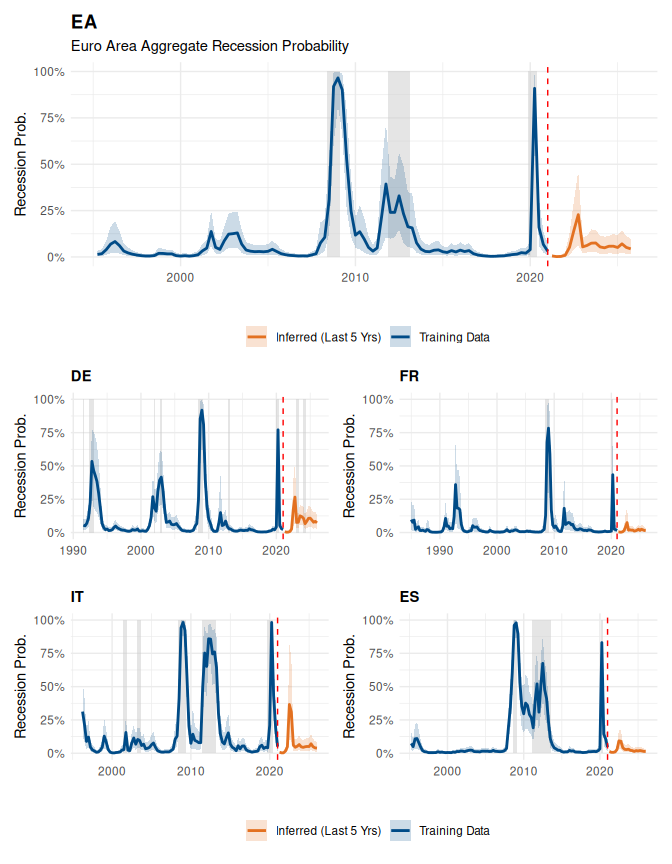 EA
Euro Area Aggregate Recession Probability
Recession Prob.
100%
75%
50%
25%
0%
2000
2010
2020
Inferred (Last 5 Yrs)
Training Data
DE
Recession Prob.
100%
75%
50%
25%
0%
1990
2000
2010
2020
FR
Recession Prob.
100%
75%
50%
25%
0%
1990
2000
2010
2020
IT
Recession Prob.
100%
75%
50%
25%
0%
2000
2010
2020
ES
Recession Prob.
100%
75%
50%
25%
0%
2000
2010
2020
Inferred (Last 5 Yrs)
Training Data